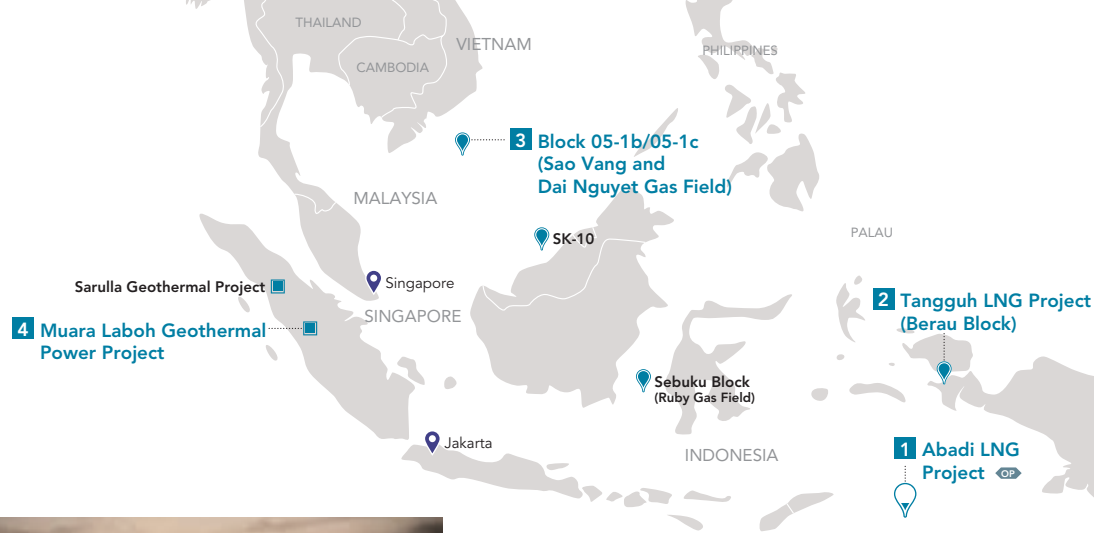 THAILAND
VIETNAM
PHILIPPINES
CAMBODIA
3 Block 05-1b/05-1c
(Sao Vang and
Dai Nguyet Gas Field)
MALAYSIA
PALAU
SK-10
Sarulla Geothermal Project
Singapore
2 Tangguh LNG Project
(Berau Block)
SINGAPORE
4 Muara Laboh Geothermal
Power Project
Sebuku Block
(Ruby Gas Field)
Jakarta
INDONESIA
1 Abadi LNG
Project OP